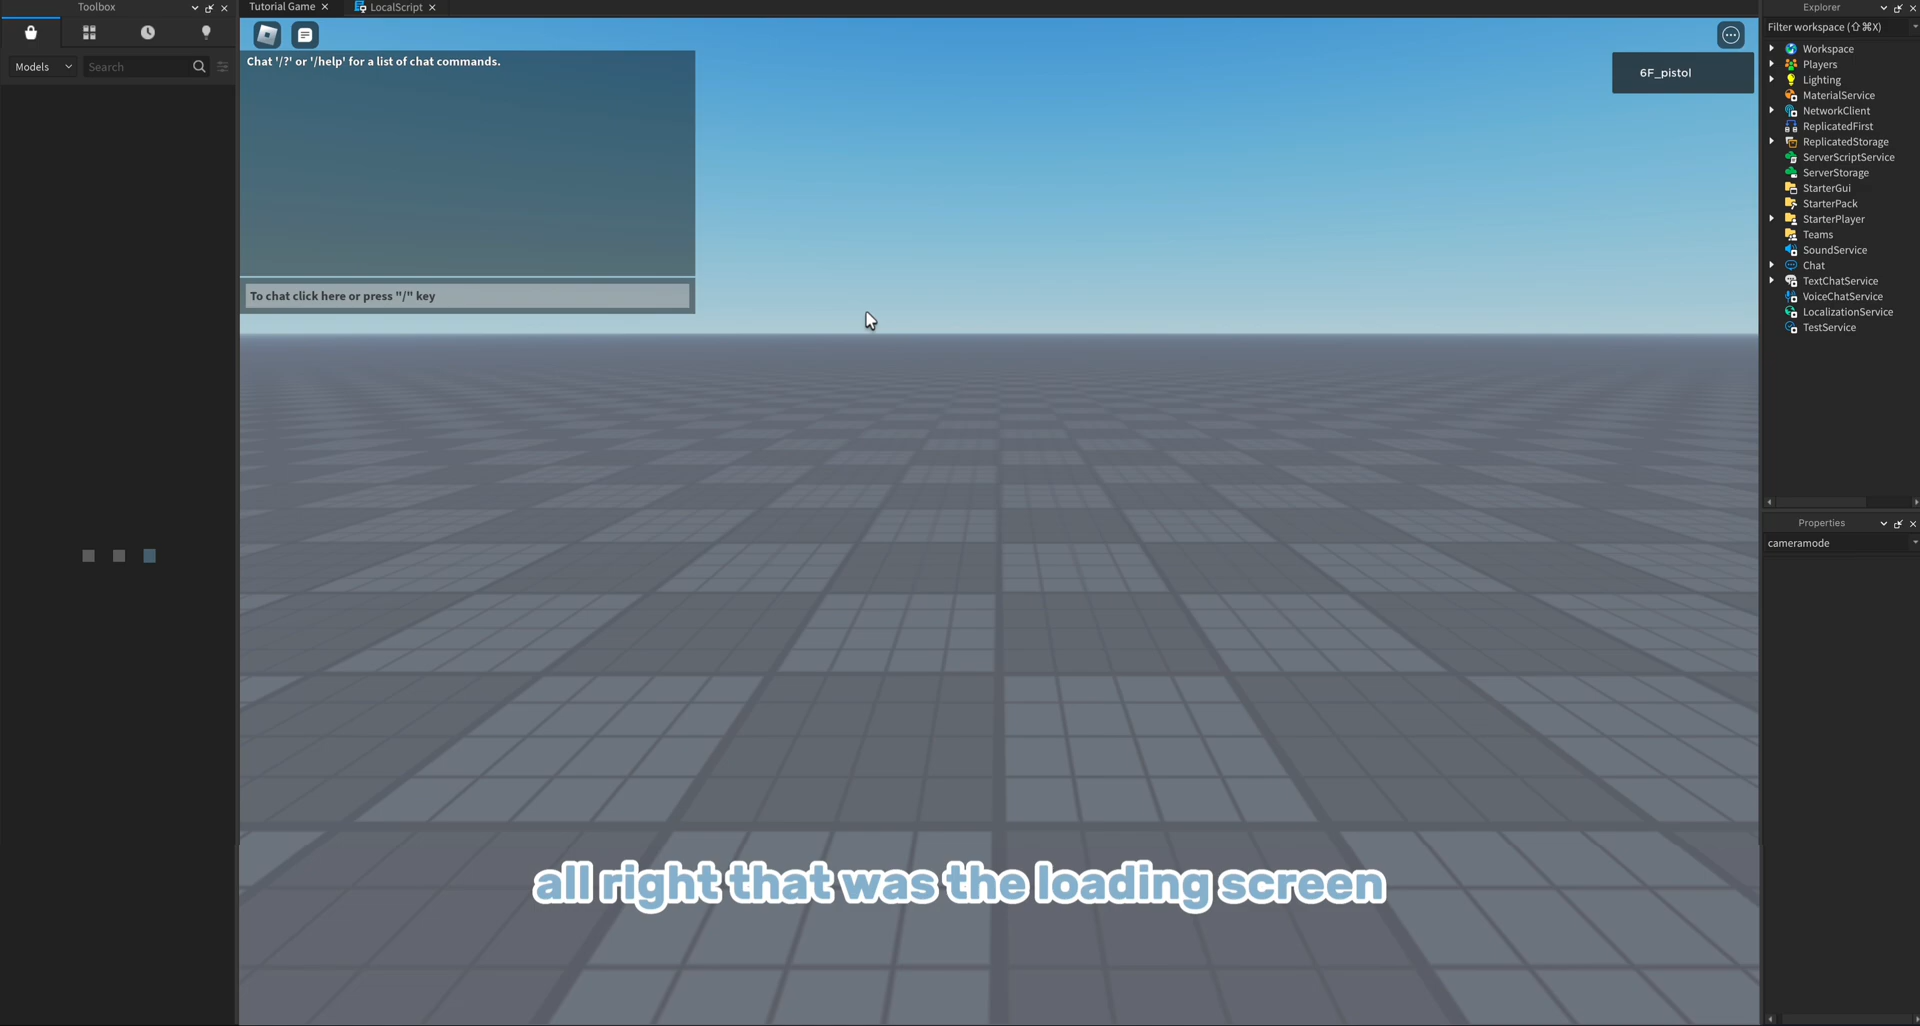 Toolbox
Models
Search
Tutorial Game
LocalScript
Chat '/?' or '/help' for a list of chat commands.
To chat click here or press "/" key
6F_pistol
all right that was the loading screen
Explorer
Filter workspace (⇧⌘X)
Workspace
Players
Lighting
MaterialService
NetworkClient
ReplicatedFirst
ReplicatedStorage
ServerScriptService
ServerStorage
StarterGui
StarterPack
StarterPlayer
Teams
SoundService
Chat
TextChatService
VoiceChatService
LocalizationService
TestService
Properties
cameramode